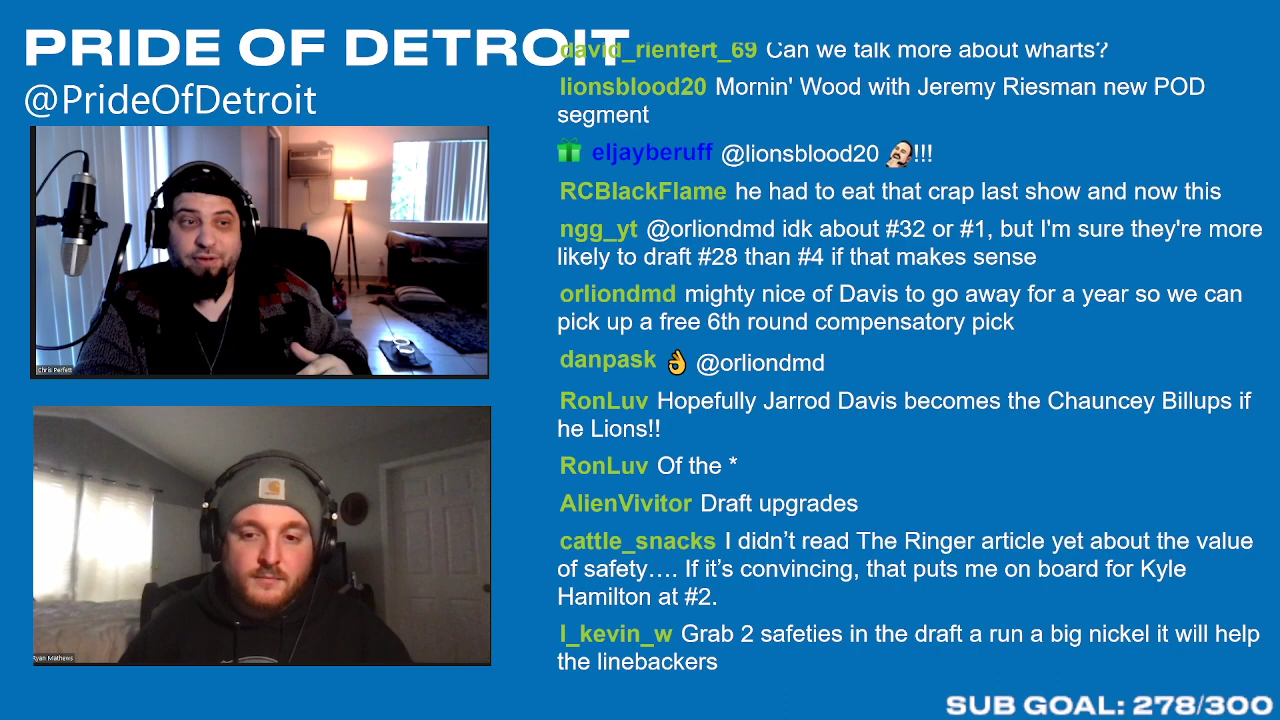 PRIDE OF DETROIT
@PrideOfDetroit
david_rienfert_69 Can we talk more about wharts?
lionsblood20 Mornin' Wood with Jeremy Riesman new POD
segment
eljayberuff @lionsblood20 !!!
RCBlackFlame he had to eat that crap last show and now this
ngg_yt @orliondmd idk about #32 or #1, but I'm sure they're more
likely to draft #28 than #4 if that makes sense
orliondmd mighty nice of Davis to go away for a year so we can
pick up a free 6th round compensatory pick
danpask 👌 @orliondmd
RonLuv Hopefully Jarrod Davis becomes the Chauncey Billups if
he Lions!!
RonLuv Of the *
AlienVivitor Draft upgrades
cattle_snacks I didn’t read The Ringer article yet about the value
of safety…. If it’s convincing, that puts me on board for Kyle
Hamilton at #2.
l_kevin_w Grab 2 safeties in the draft a run a big nickel it will help
the linebackers
Chris Perfett
Ryan Mathews
SUB GOAL: 278/300